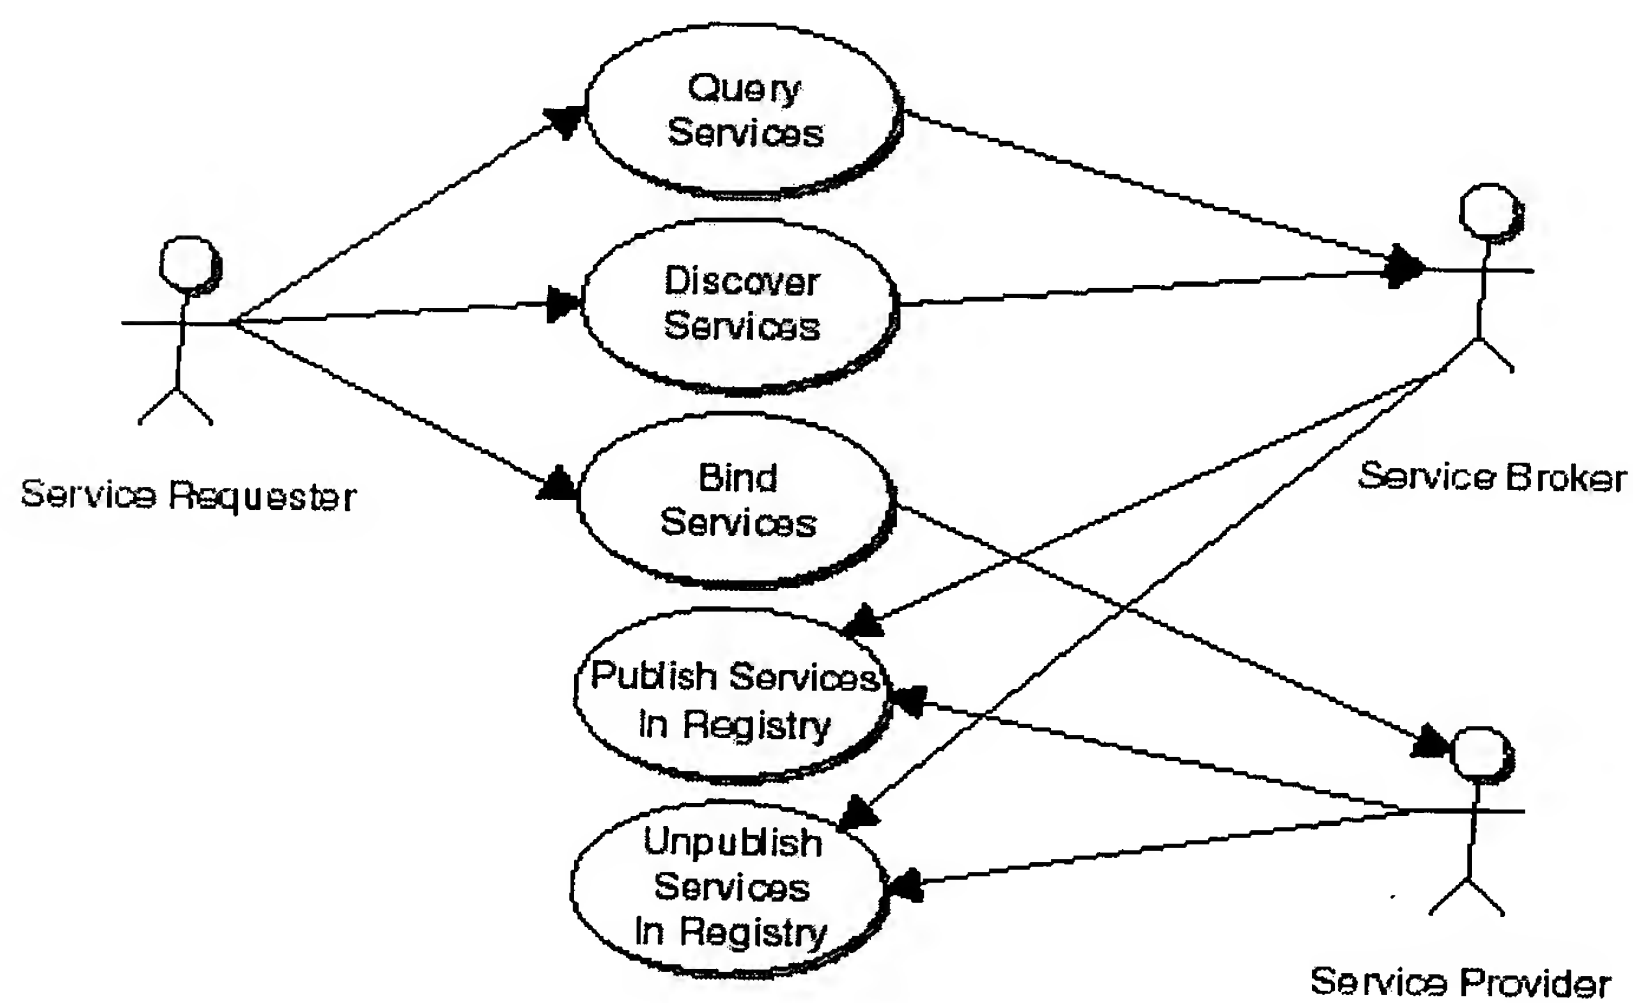 Query
Services
Discover
Services
Bind
Services
Service Requester
Service Broker
Publish Services
In Registry
Unpublish
Services
In Registry
Service Provider